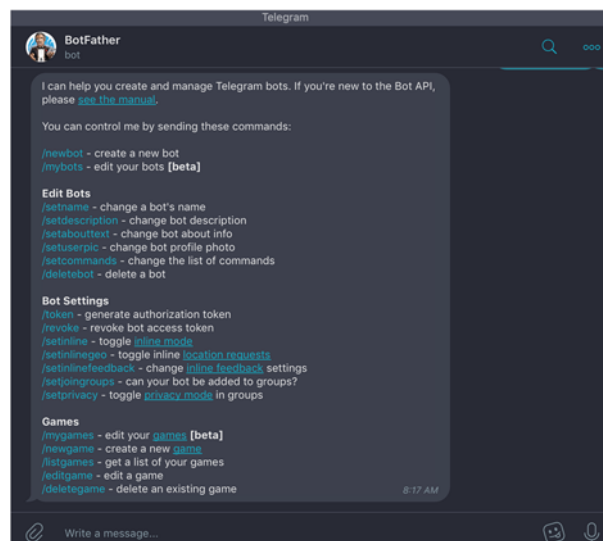 Telegram
BotFather
bot
I can help you create and manage Telegram bots. If you're new to the Bot API,
please see the manual.
You can control me by sending these commands:
/newbot - create a new bot
/mybots - edit your bots [beta]
Edit Bots
/setname - change a bot's name
/setdescription - change bot description
/setabouttext - change bot about info
/setuserpic - change bot profile photo
/setcommands - change the list of commands
/deletebot - delete a bot
Bot Settings
/token - generate authorization token
/revoke - revoke bot access token
/setinline - toggle inline mode
/setinlinegeo - toggle inline location requests
/setinlinefeedback - change inline feedback settings
/setjoingroups - can your bot be added to groups?
/setprivacy - toggle privacy mode in groups
Games
/mygames - edit your games [beta]
/newgame - create a new game
/listgames - get a list of your games
/editgame - edit a game
/deletegame - delete an existing game
8:17 AM
Write a message...